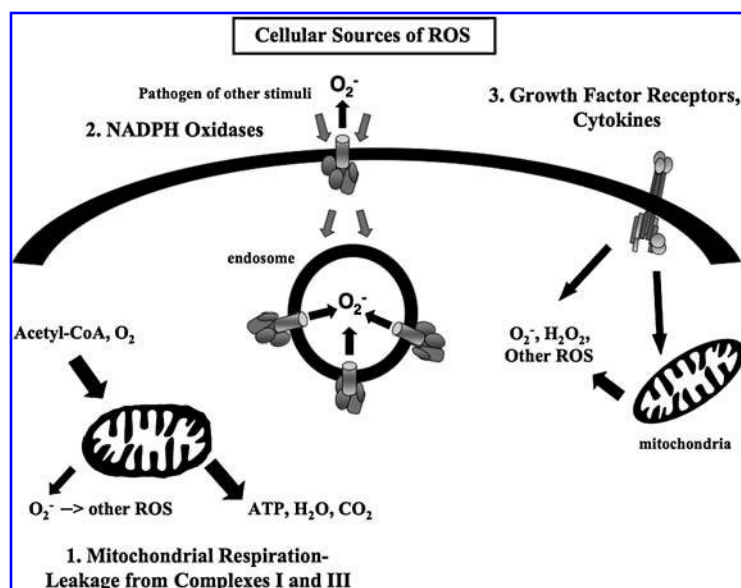 Cellular Sources of ROS
Pathogen of other stimuli
O₂⁻
2. NADPH Oxidases
3. Growth Factor Receptors,
Cytokines
endosome
O₂⁻
Acetyl-CoA, O₂
O₂⁻, H₂O₂,
Other ROS
mitochondria
O₂⁻ –> other ROS
ATP, H₂O, CO₂
1. Mitochondrial Respiration-
Leakage from Complexes I and III